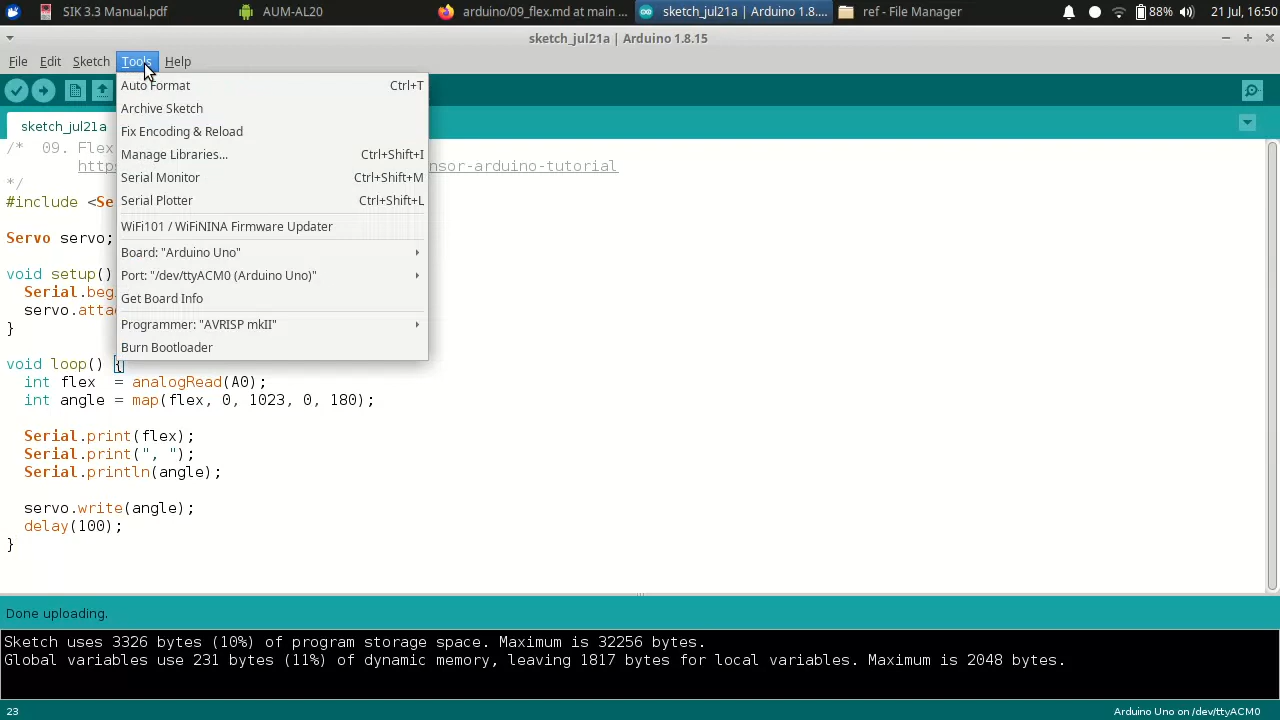 SIK 3.3 Manual.pdf
AUM-AL20
arduino/09_flex.md at main ...
sketch_jul21a | Arduino 1.8....
ref - File Manager
88%
21 Jul, 16:50
sketch_jul21a | Arduino 1.8.15
File Edit Sketch Tools Help
Auto Format Ctrl+T
Archive Sketch
Fix Encoding & Reload
Manage Libraries... Ctrl+Shift+I
Serial Monitor Ctrl+Shift+M
Serial Plotter Ctrl+Shift+L
WiFi101 / WiFiNINA Firmware Updater
Board: "Arduino Uno"
Port: "/dev/ttyACM0 (Arduino Uno)"
Get Board Info
Programmer: "AVRISP mkII"
Burn Bootloader
sketch_jul21a
/*  09. Flex
nsor-arduino-tutorial
*/
#include <Se
Servo servo;
void setup()
Serial.beg
servo.atta
}
void loop() {
int flex  = analogRead(A0);
int angle = map(flex, 0, 1023, 0, 180);
Serial.print(flex);
Serial.print(", ");
Serial.println(angle);
servo.write(angle);
delay(100);
}
Done uploading.
Sketch uses 3326 bytes (10%) of program storage space. Maximum is 32256 bytes.
Global variables use 231 bytes (11%) of dynamic memory, leaving 1817 bytes for local variables. Maximum is 2048 bytes.
23
Arduino Uno on /dev/ttyACM0